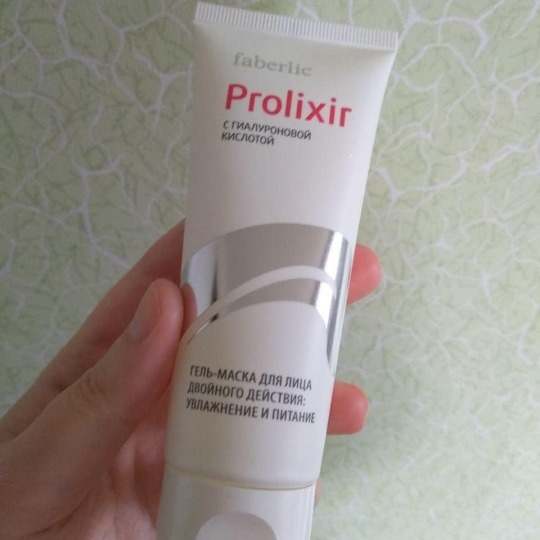 faberlic
Prolixir
С ГИАЛУРОНОВОЙ
КИСЛОТОЙ
ГЕЛЬ-МАСКА ДЛЯ ЛИЦА
ДВОЙНОГО ДЕЙСТВИЯ:
УВЛАЖНЕНИЕ И ПИТАНИЕ